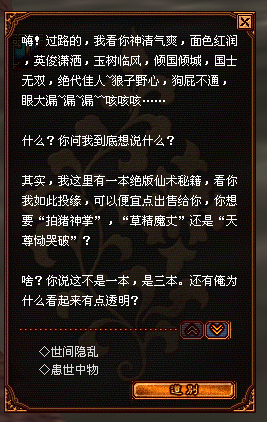 嗨！过路的，我看你神清气爽，面色红润
，英俊潇洒，玉树临风，倾国倾城，国士
无双，绝代佳人~狼子野心，狗屁不通，
眼大漏~漏~漏~~咳咳咳……
什么？你问我到底想说什么？
其实，我这里有一本绝版仙术秘籍，看你
我如此投缘，可以便宜点出售给你，你想
要“拍猪神掌”，“草精魔丈”还是“天
尊恸哭破”？
啥？你说这不是一本，是三本。还有俺为
什么看起来有点透明？
◇世间隐乱
◇患世中物
道别